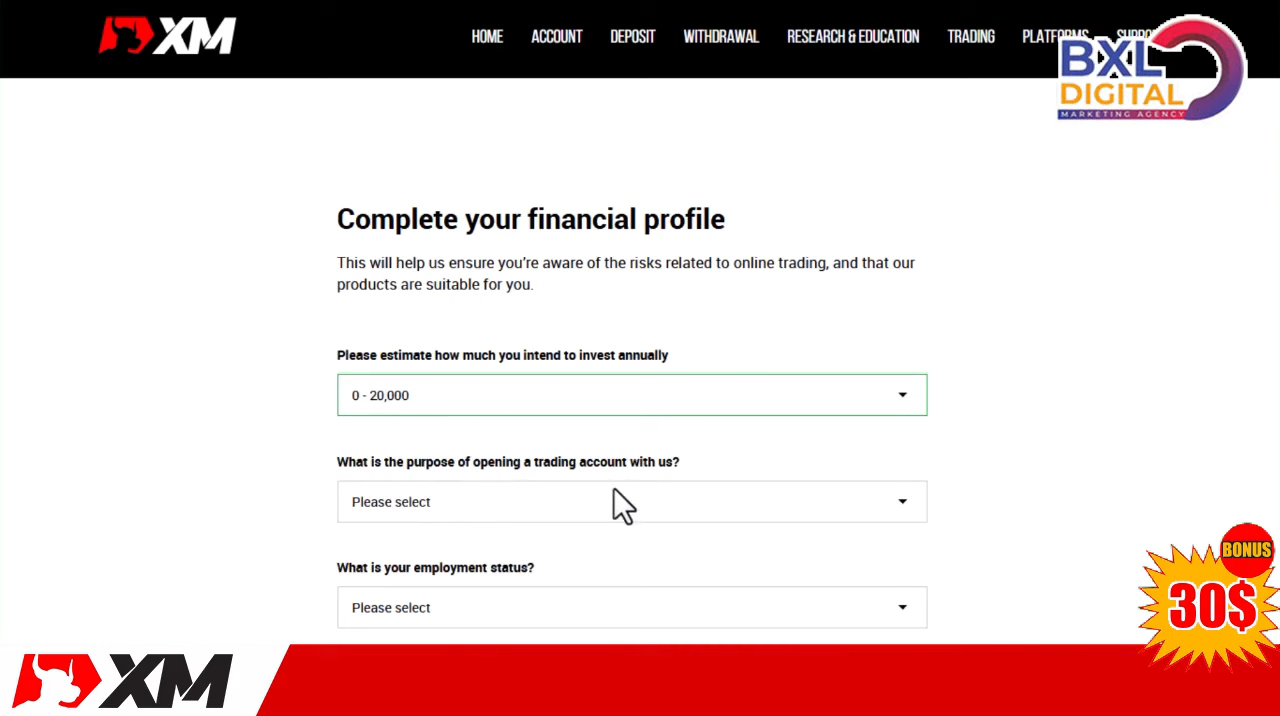 XM
HOME ACCOUNT DEPOSIT WITHDRAWAL RESEARCH & EDUCATION TRADING PLATFORMS
BXL
DIGITAL
MARKETING AGENCY
Complete your financial profile
This will help us ensure you’re aware of the risks related to online trading, and that our
products are suitable for you.
Please estimate how much you intend to invest annually
0 - 20,000
What is the purpose of opening a trading account with us?
Please select
What is your employment status?
Please select
BONUS
30$
XM